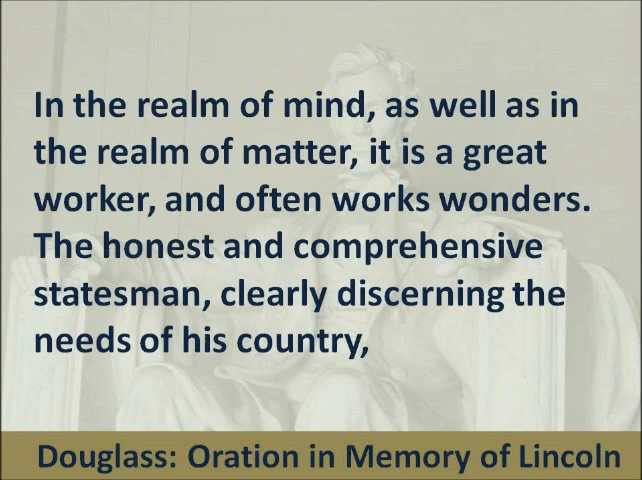 In the realm of mind, as well as in
the realm of matter, it is a great
worker, and often works wonders.
The honest and comprehensive
statesman, clearly discerning the
needs of his country,
Douglass: Oration in Memory of Lincoln